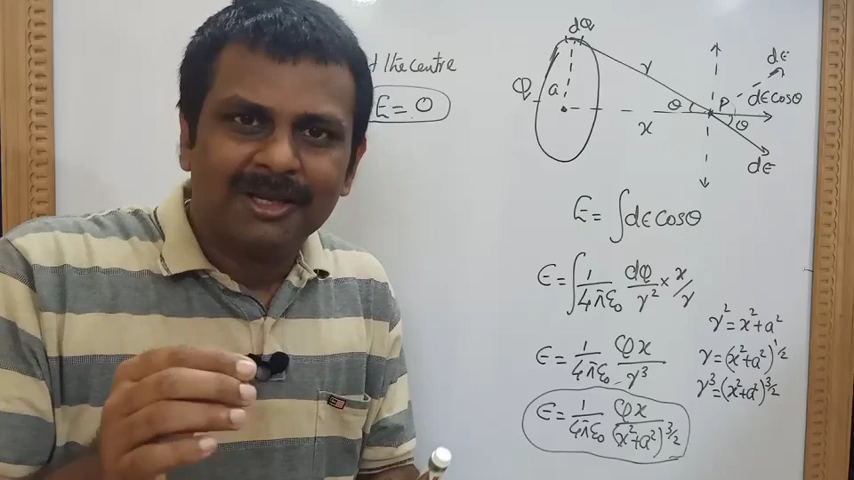 d the centre
E = 0
dQ
r
a
Q
x
θ
P
dE
dE cosθ
θ
dE
E = ∫dE cosθ
E = ∫ 1/4πε₀ dQ/r² × x/r
E = 1/4πε₀ Qx/r³
E = 1/4πε₀ Qx/(x²+a²)^3/2
r² = x²+a²
r = (x²+a²)^1/2
r³ = (x²+a²)^3/2